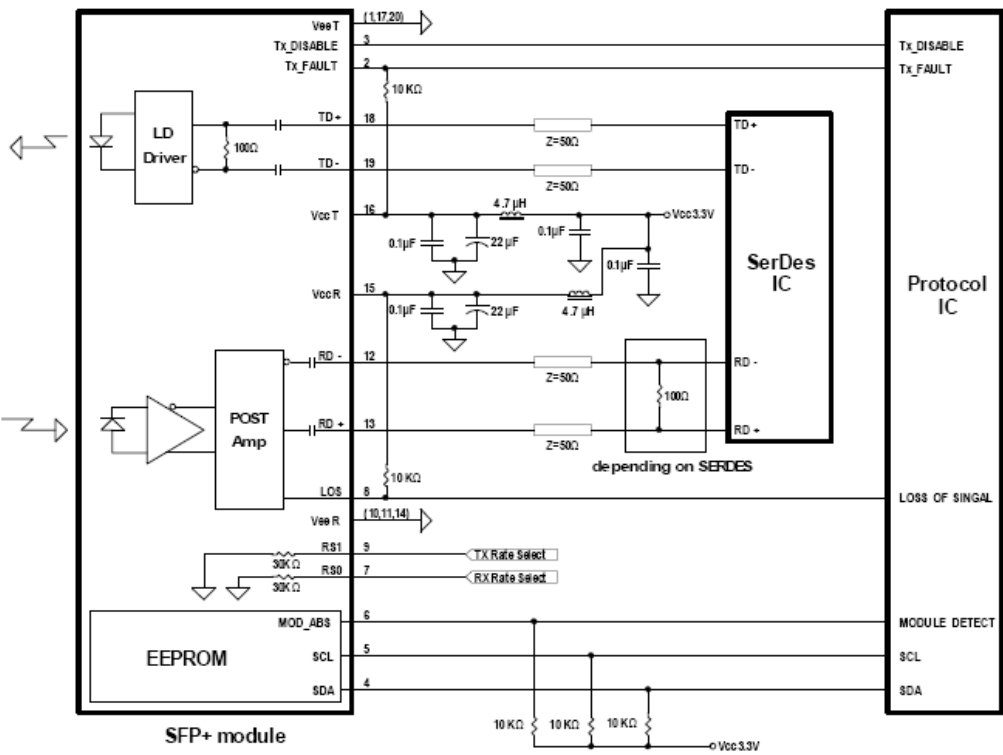 VeeT
(1,17,20)
Tx_DISABLE
3
Tx_DISABLE
Tx_FAULT
2
Tx_FAULT
10 KΩ
LD
Driver
100Ω
TD+
18
Z=50Ω
TD+
TD -
19
Z=50Ω
TD-
VccT
16
4.7 µH
Vcc3.3V
0.1µF
22 µF
0.1µF
0.1µF
SerDes
IC
Protocol
IC
VccR
15
0.1µF
22 µF
4.7 µH
RD -
12
Z=50Ω
RD -
POST
Amp
100Ω
RD +
13
Z=50Ω
RD +
depending on SERDES
10 KΩ
LOS
8
LOSS OF SINGAL
VeeR
(10,11,14)
RS1
9
TX Rate Select
30KΩ
RS0
7
RX Rate Select
30KΩ
MOD_ABS
6
MODULE DETECT
EEPROM
SCL
5
SCL
SDA
4
SDA
10 KΩ
10 KΩ
10 KΩ
SFP+ module
Vcc3.3V